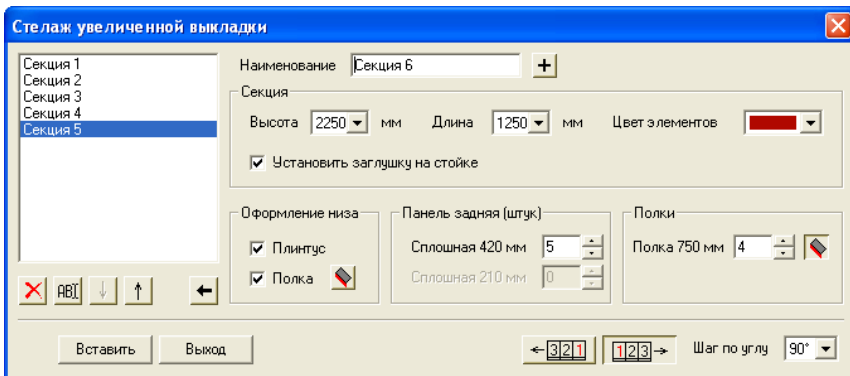 Стелаж увеличенной выкладки
Секция 1
Секция 2
Секция 3
Секция 4
Секция 5
Наименование Секция 6 +
Секция
Высота 2250 мм Длина 1250 мм Цвет элементов
Установить заглушку на стойке
Оформление низа
Плинтус
Полка
Панель задняя (штук)
Сплошная 420 мм 5
Сплошная 210 мм 0
Полки
Полка 750 мм 4
ABI
Вставить Выход 321 123 Шаг по углу 90°